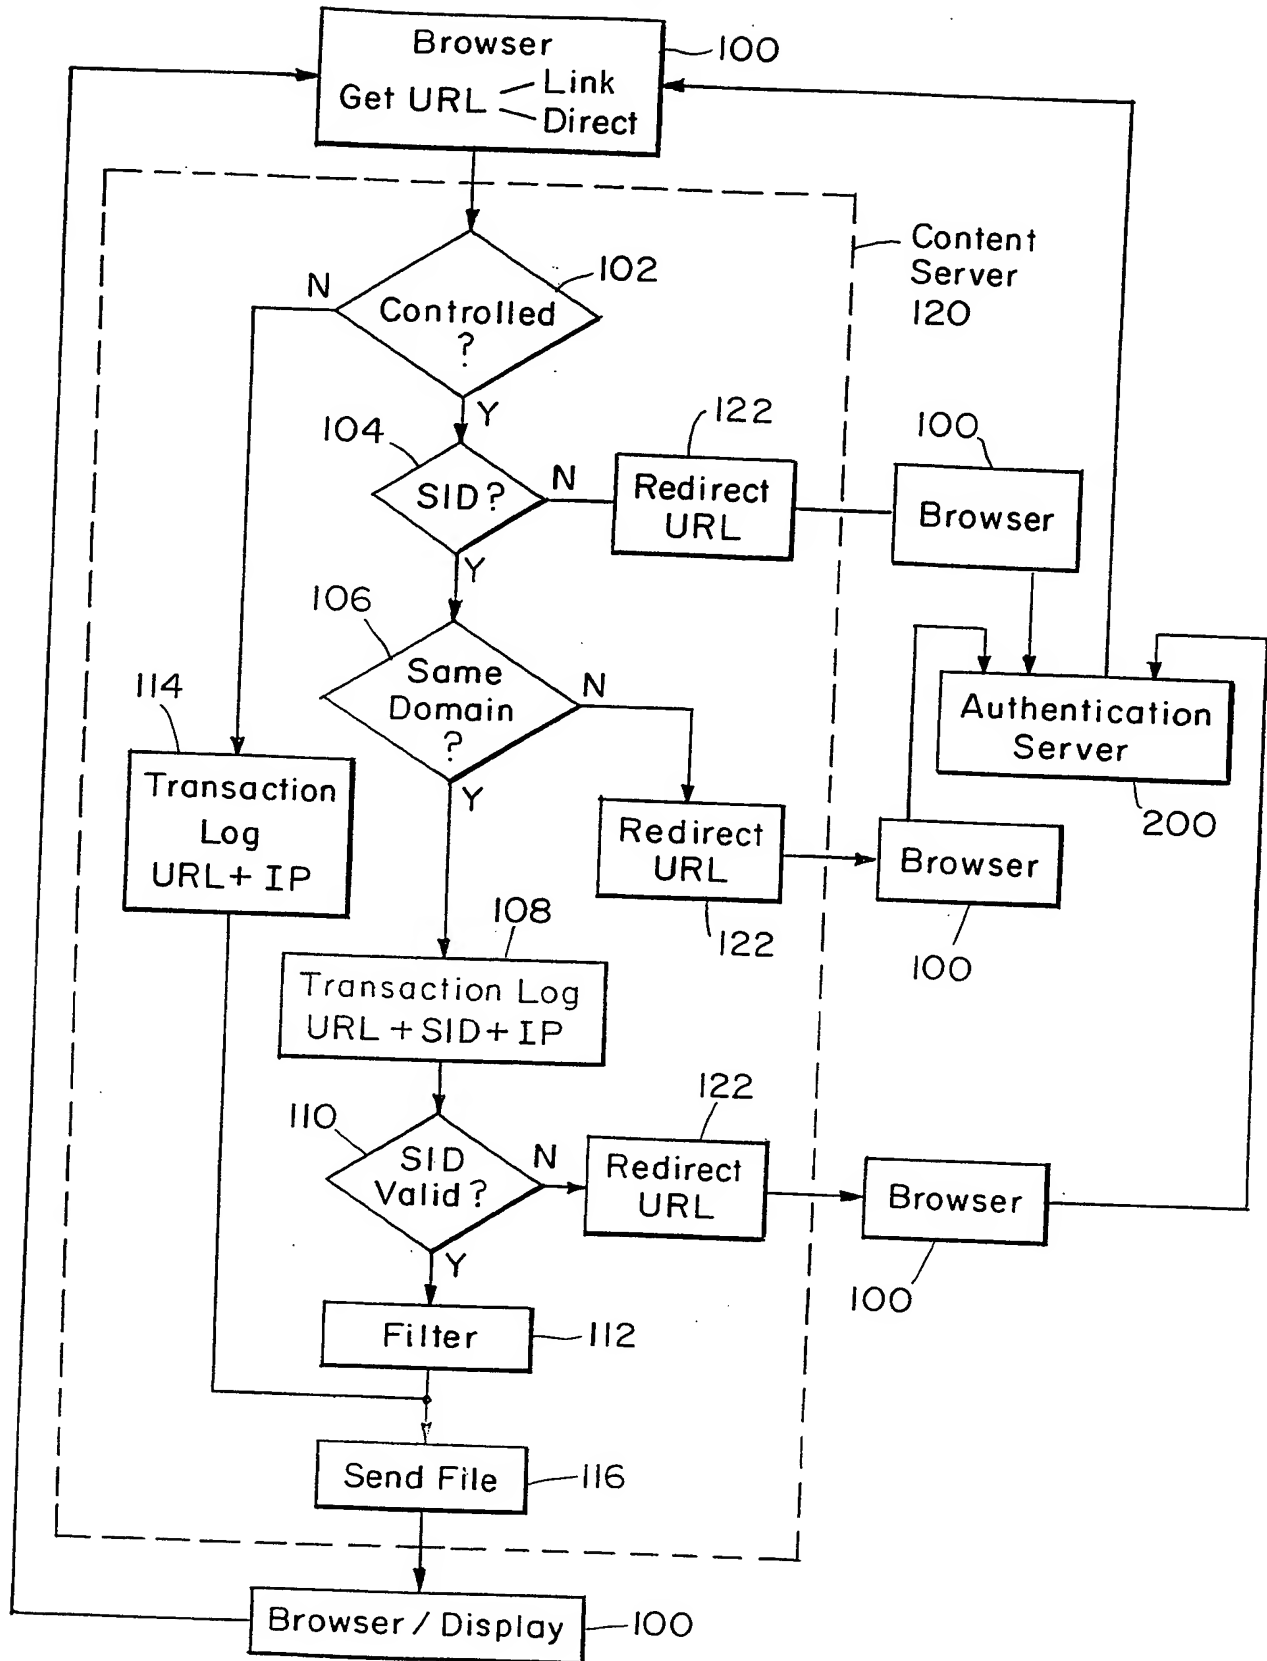 Browser
Get URL
Link
Direct
100
Content
Server
120
102
N
Controlled
?
Y
104
SID?
N
122
Redirect
URL
100
Browser
Y
106
Same
Domain
?
N
Authentication
Server
200
114
Transaction
Log
URL + IP
Y
Redirect
URL
122
Browser
100
108
Transaction Log
URL + SID + IP
110
SID
Valid?
N
122
Redirect
URL
Browser
100
Y
Filter
112
Send File
116
Browser / Display
100